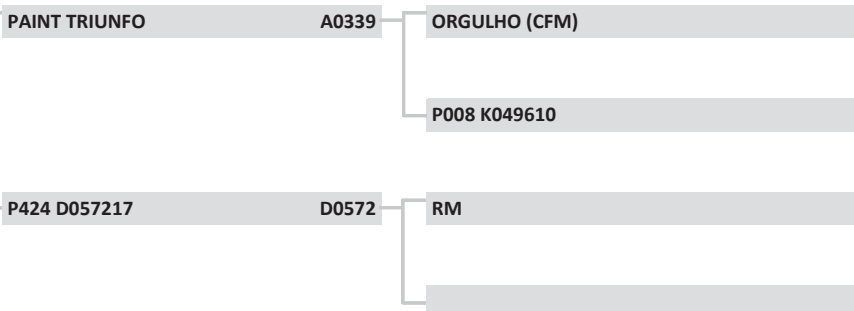 PAINT TRIUNFO A0339 ORGULHO (CFM)
P008 K049610
P424 D057217 D0572 RM